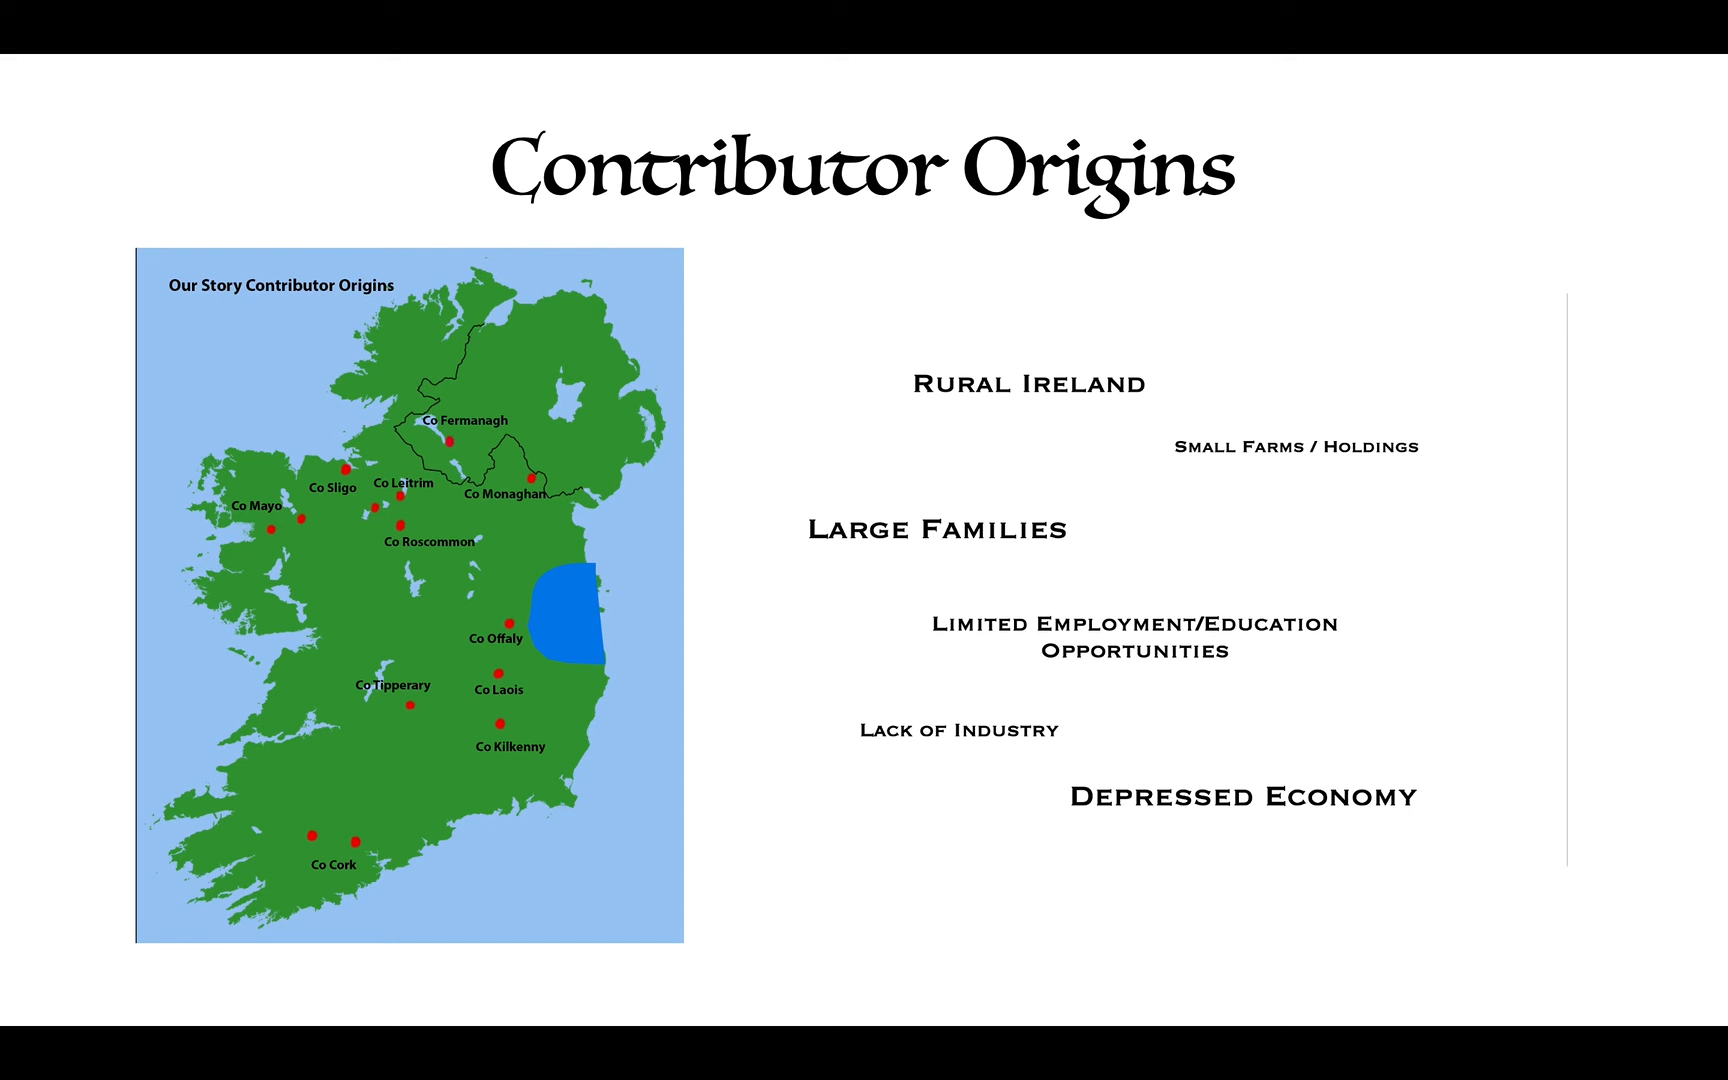 Contributor Origins
Our Story Contributor Origins
Co Fermanagh
Co Sligo
Co Leitrim
Co Monaghan
Co Mayo
Co Roscommon
Co Offaly
Co Tipperary
Co Laois
Co Kilkenny
Co Cork
Rural Ireland
Small Farms / Holdings
Large Families
Limited Employment/Education
Opportunities
Lack of Industry
Depressed Economy